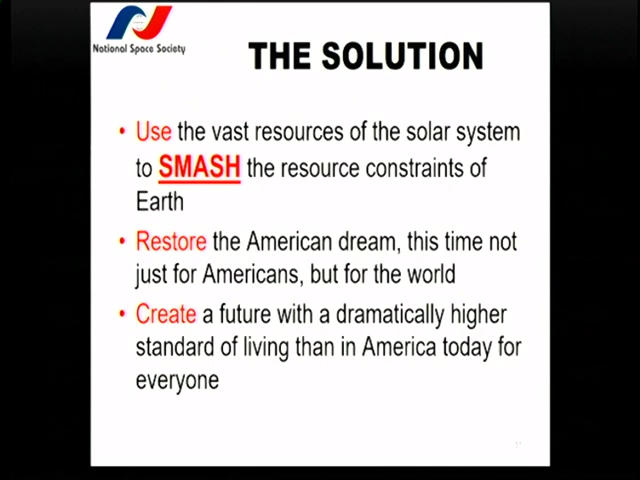 National Space Society
THE SOLUTION
• Use the vast resources of the solar system
to SMASH the resource constraints of
Earth
• Restore the American dream, this time not
just for Americans, but for the world
• Create a future with a dramatically higher
standard of living than in America today for
everyone